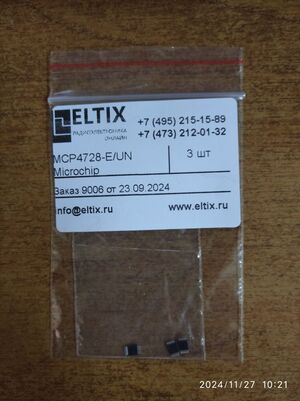 ELTIX
РАДИОЭЛЕКТРОНИКА
ОНЛАЙН
+7 (495) 215-15-89
+7 (473) 212-01-32
MCP4728-E/UN
Microchip
3 шт
Заказ 9006 от 23.09.2024
info@eltix.ru
www.eltix.ru
2024/11/27 10:21